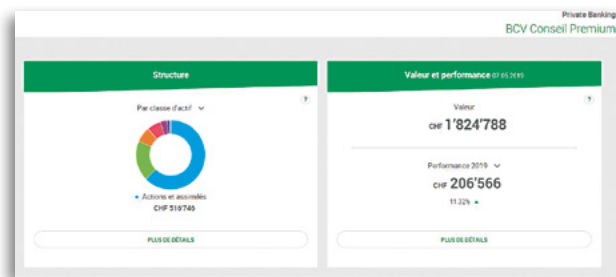 Private Banking
BCV Conseil Premium
Structure
Par classe d'actif
?
Actions et assimilés
CHF 516'746
PLUS DE DÉTAILS
Valeur et performance 07.05.2019
?
Valeur
CHF 1'824'788
Performance 2019
CHF 206'566
11.32%
PLUS DE DÉTAILS